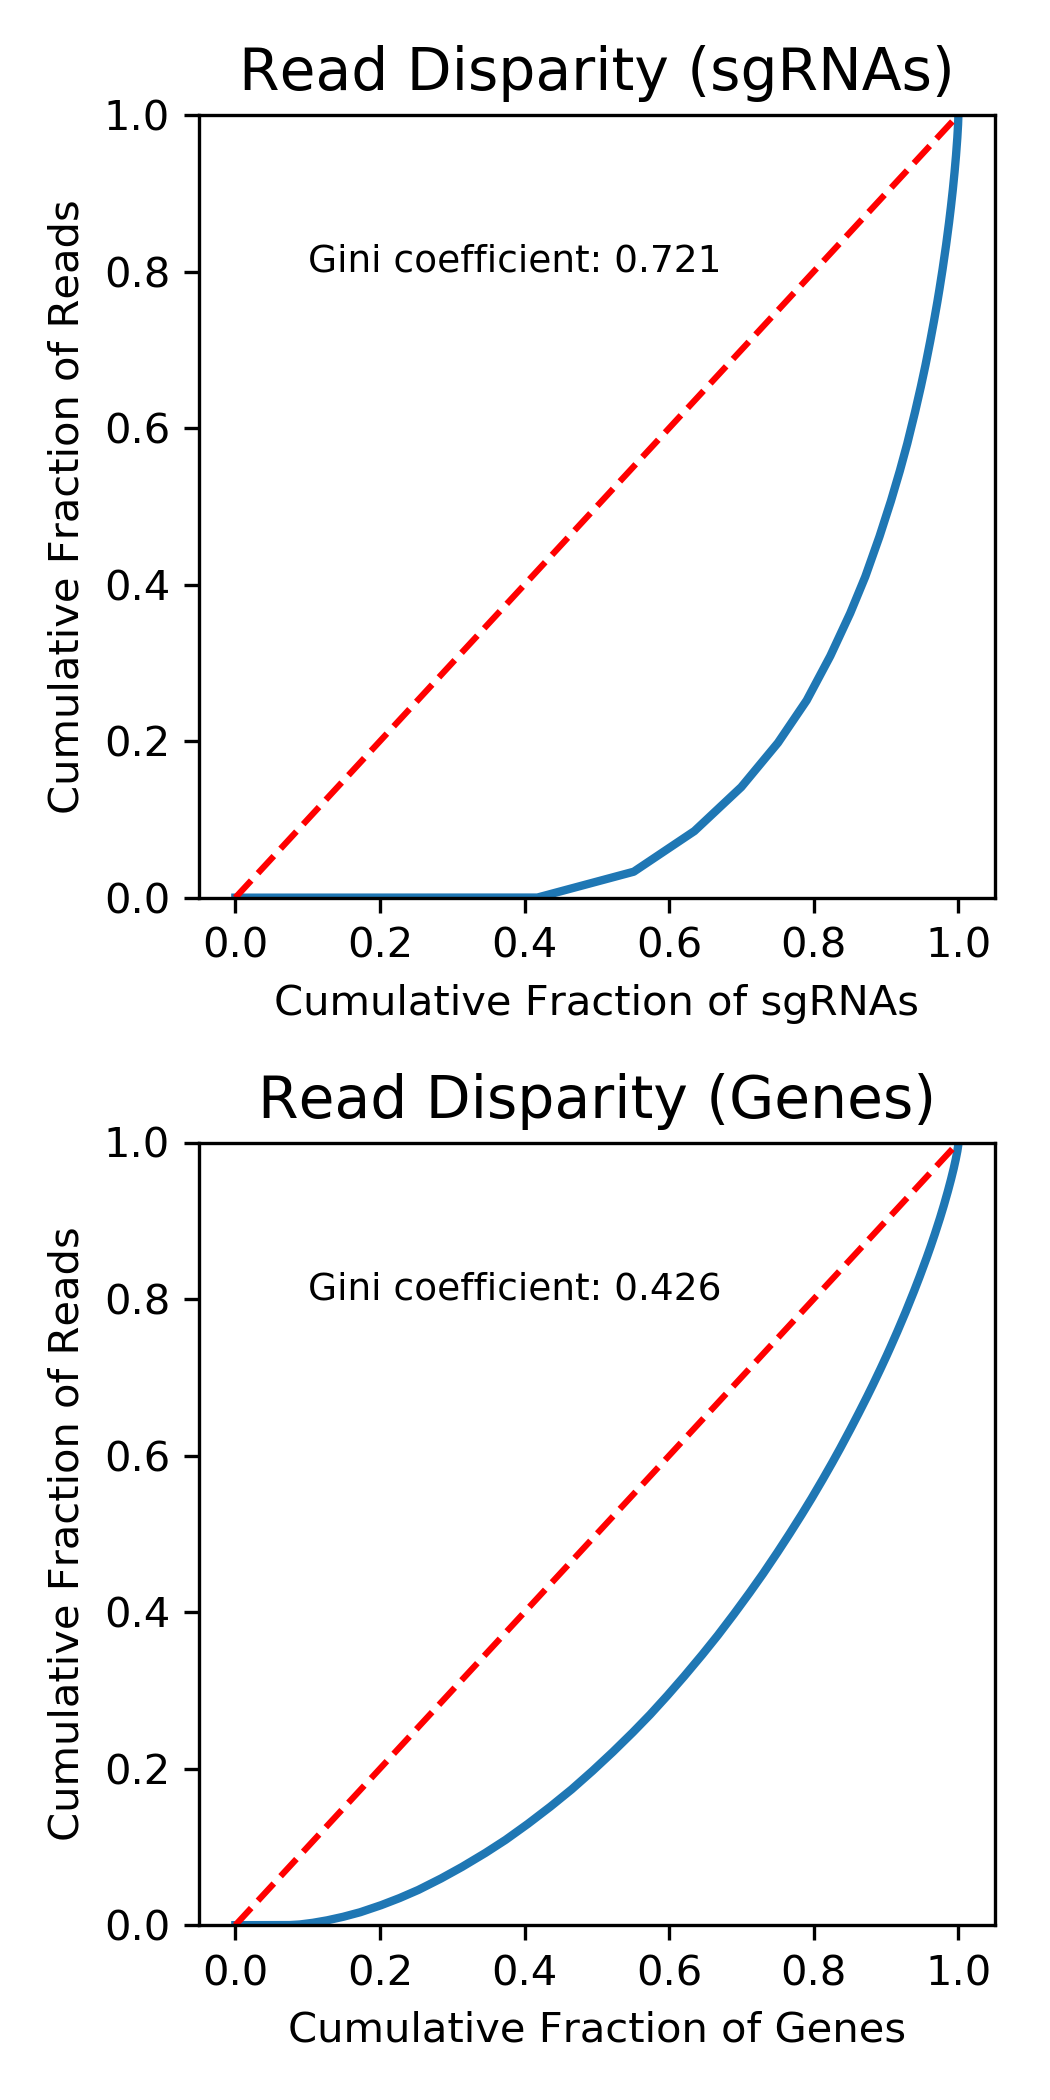 Read Disparity (sgRNAs)
1.0
0.8
0.6
0.4
0.2
0.0
Cumulative Fraction of Reads
Gini coefficient: 0.721
0.0 0.2 0.4 0.6 0.8 1.0
Cumulative Fraction of sgRNAs
Read Disparity (Genes)
1.0
0.8
0.6
0.4
0.2
0.0
Cumulative Fraction of Reads
Gini coefficient: 0.426
0.0 0.2 0.4 0.6 0.8 1.0
Cumulative Fraction of Genes